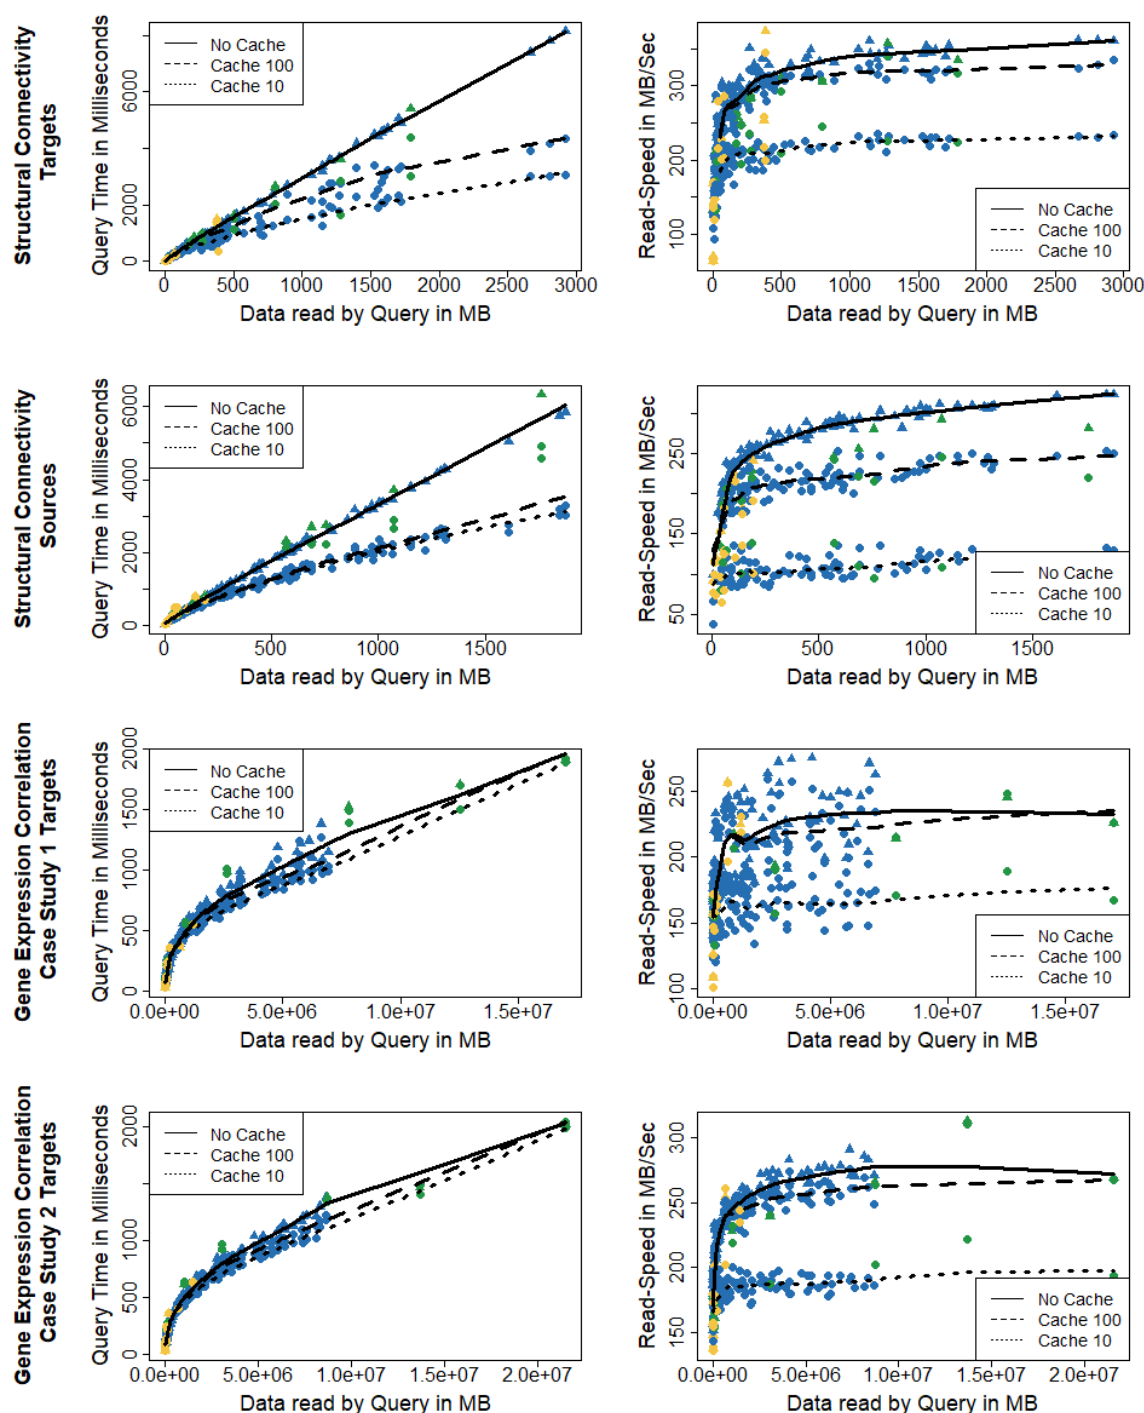 Structural Connectivity
Targets
Query Time in Milliseconds
0
2000
6000
No Cache
Cache 100
Cache 10
0
500
1000
1500
2000
2500
3000
Data read by Query in MB
Read-Speed in MB/Sec
100
200
300
No Cache
Cache 100
Cache 10
0
500
1000
1500
2000
2500
3000
Data read by Query in MB
Structural Connectivity
Sources
Query Time in Milliseconds
0
2000
4000
6000
No Cache
Cache 100
Cache 10
0
500
1000
1500
Data read by Query in MB
Read-Speed in MB/Sec
50
150
250
No Cache
Cache 100
Cache 10
0
500
1000
1500
Data read by Query in MB
Gene Expression Correlation
Case Study 1 Targets
Query Time in Milliseconds
0
500
1000
1500
2000
No Cache
Cache 100
Cache 10
0.0e+00
5.0e+06
1.0e+07
1.5e+07
Data read by Query in MB
Read-Speed in MB/Sec
100
150
200
250
No Cache
Cache 100
Cache 10
0.0e+00
5.0e+06
1.0e+07
1.5e+07
Data read by Query in MB
Gene Expression Correlation
Case Study 2 Targets
Query Time in Milliseconds
0
500
1000
2000
No Cache
Cache 100
Cache 10
0.0e+00
5.0e+06
1.0e+07
1.5e+07
2.0e+07
Data read by Query in MB
Read-Speed in MB/Sec
150
200
250
300
No Cache
Cache 100
Cache 10
0.0e+00
5.0e+06
1.0e+07
1.5e+07
2.0e+07
Data read by Query in MB